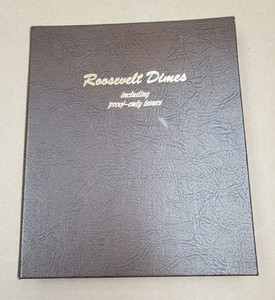 Roosevelt Dimes
including
proof-only issues